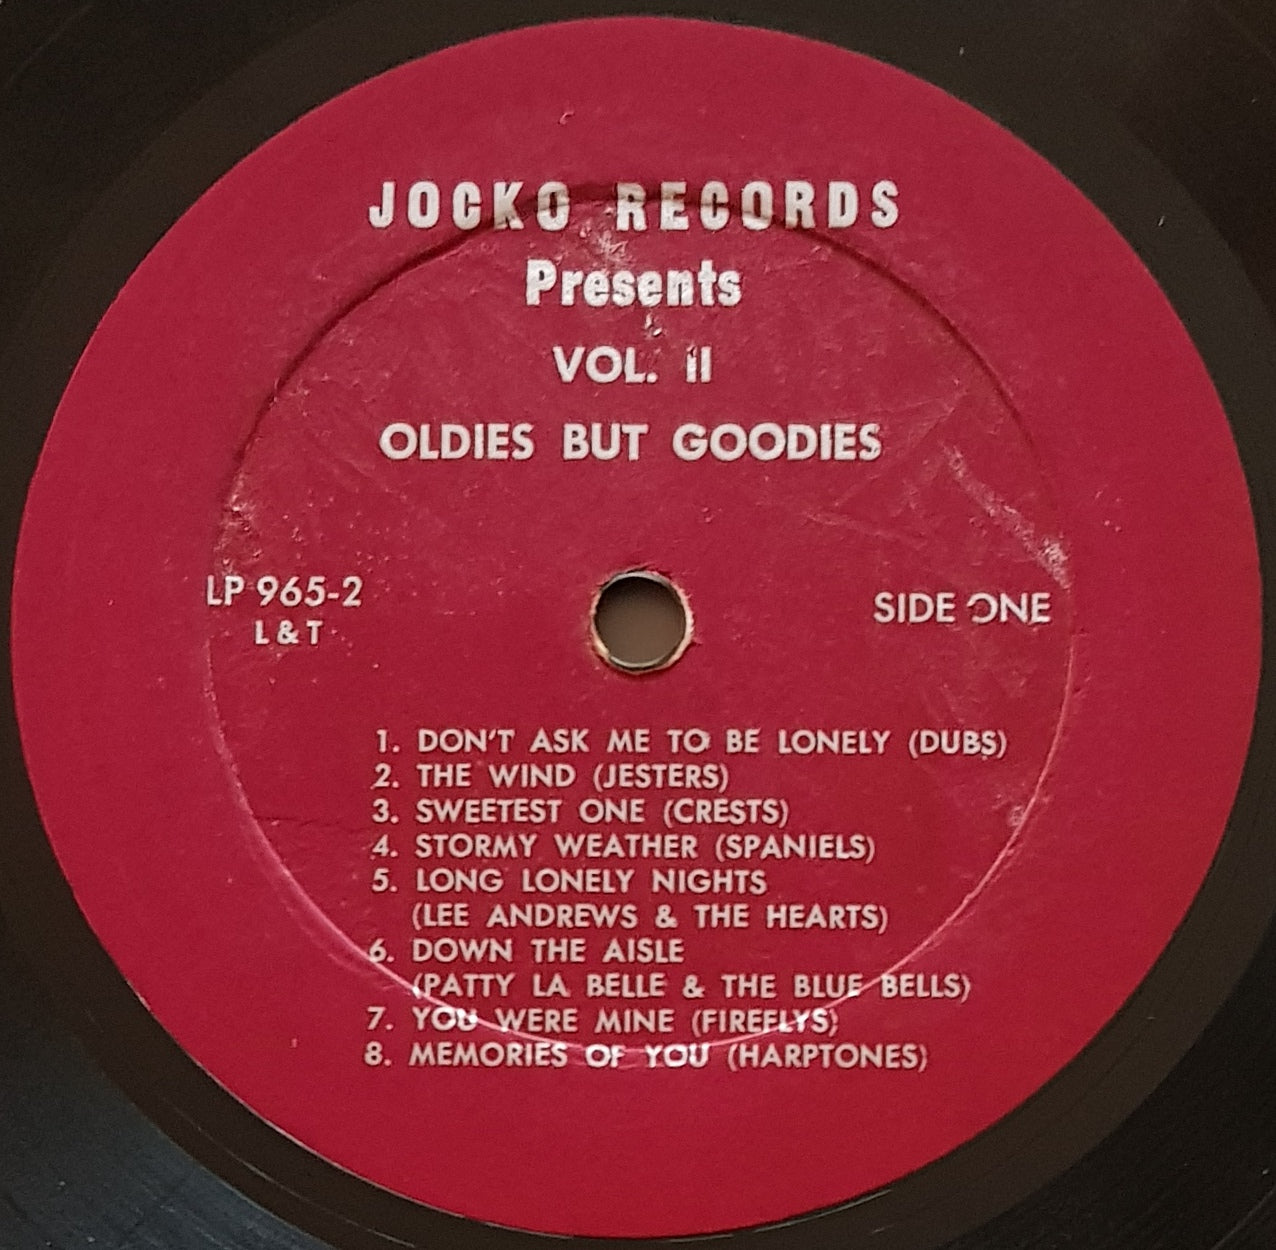 JOCKO RECORDS
Presents
VOL. II
OLDIES BUT GOODIES
LP 965-2
L & T
SIDE ONE
1. DON'T ASK ME TO BE LONELY (DUBS)
2. THE WIND (JESTERS)
3. SWEETEST ONE (CRESTS)
4. STORMY WEATHER (SPANIELS)
5. LONG LONELY NIGHTS
(LEE ANDREWS & THE HEARTS)
6. DOWN THE AISLE
(PATTY LA BELLE & THE BLUE BELLS)
7. YOU WERE MINE (FIREFLYS)
8. MEMORIES OF YOU (HARPTONES)